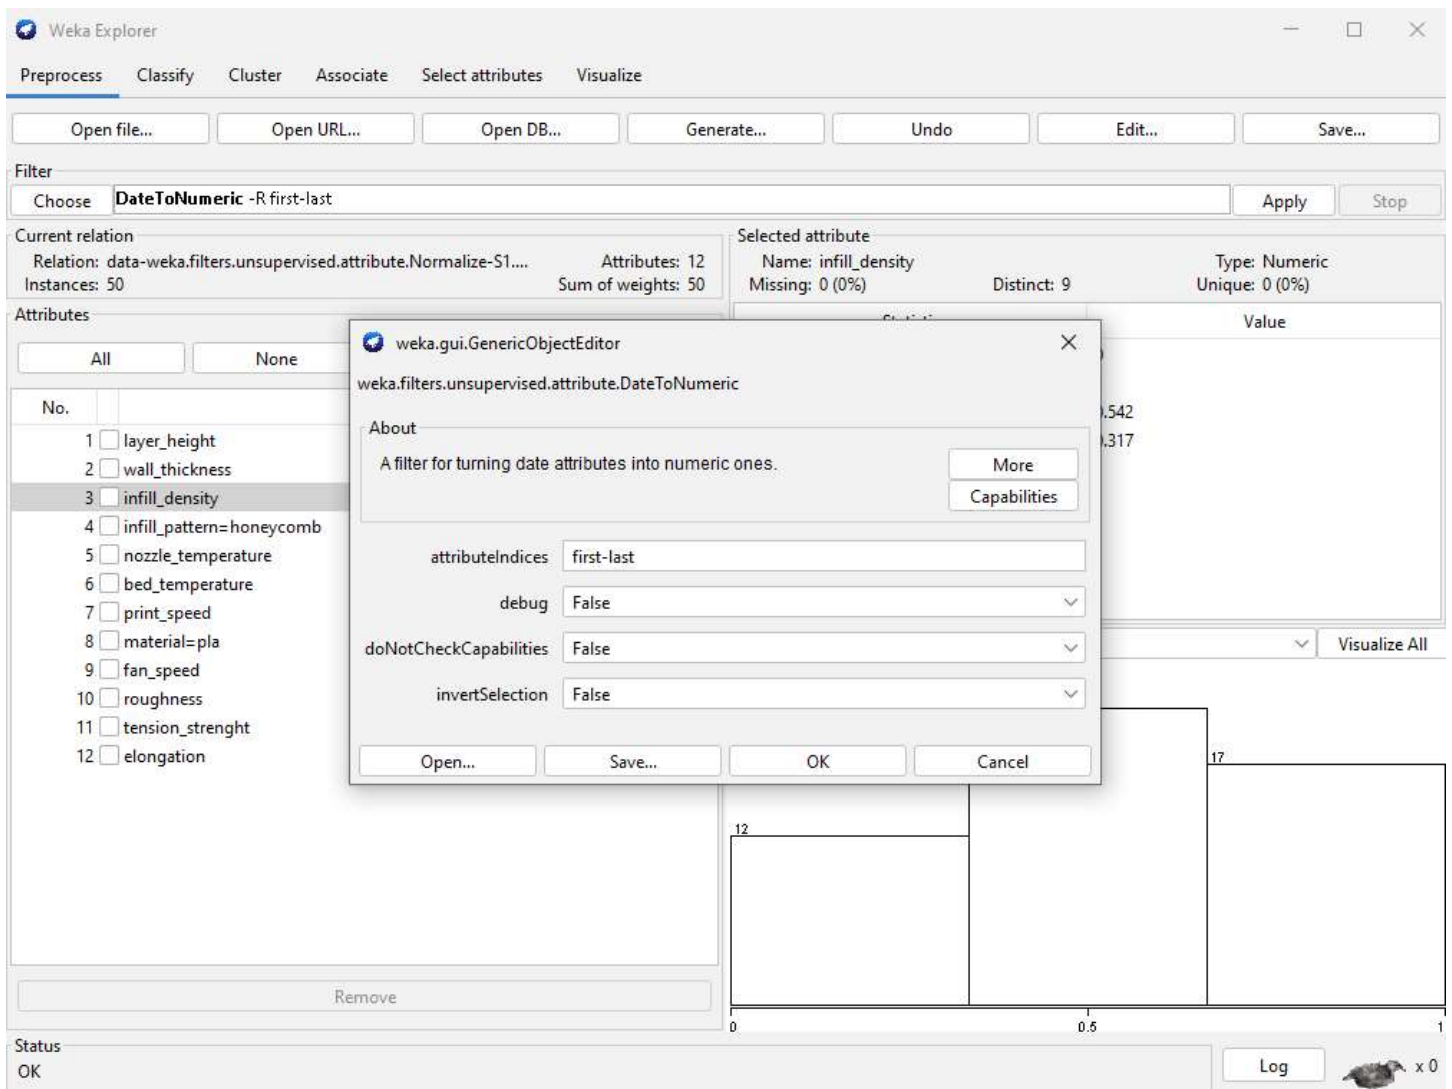 Weka Explorer
Preprocess Classify Cluster Associate Select attributes Visualize
Open file... Open URL... Open DB... Generate... Undo Edit... Save...
Filter
Choose DateToNumeric -R first-last Apply Stop
Current relation
Relation: data-weka.filters.unsupervised.attribute.Normalize-S1.... Attributes: 12
Instances: 50 Sum of weights: 50
Selected attribute
Name: infill_density Type: Numeric
Missing: 0 (0%) Distinct: 9 Unique: 0 (0%)
Value
.542
.317
Attributes
All None
No.
1 layer_height
2 wall_thickness
3 infill_density
4 infill_pattern=honeycomb
5 nozzle_temperature
6 bed_temperature
7 print_speed
8 material=pla
9 fan_speed
10 roughness
11 tension_strenght
12 elongation
Remove
weka.gui.GenericObjectEditor
weka.filters.unsupervised.attribute.DateToNumeric
About
A filter for turning date attributes into numeric ones.
More
Capabilities
attributeIndices first-last
debug False
doNotCheckCapabilities False
invertSelection False
Open... Save... OK Cancel
Visualize All
17
12
0 0.5 1
Status
OK
Log x 0